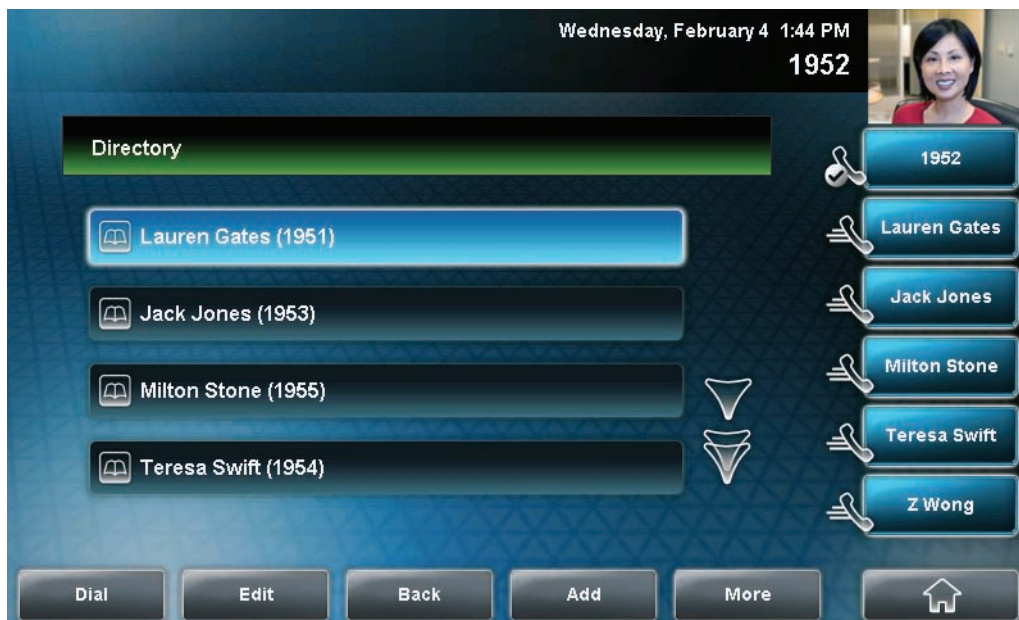 Wednesday, February 4 1:44 PM
1952
Directory
1952
Lauren Gates (1951)
Lauren Gates
Jack Jones (1953)
Jack Jones
Milton Stone (1955)
Milton Stone
Teresa Swift (1954)
Teresa Swift
Z Wong
Dial Edit Back Add More